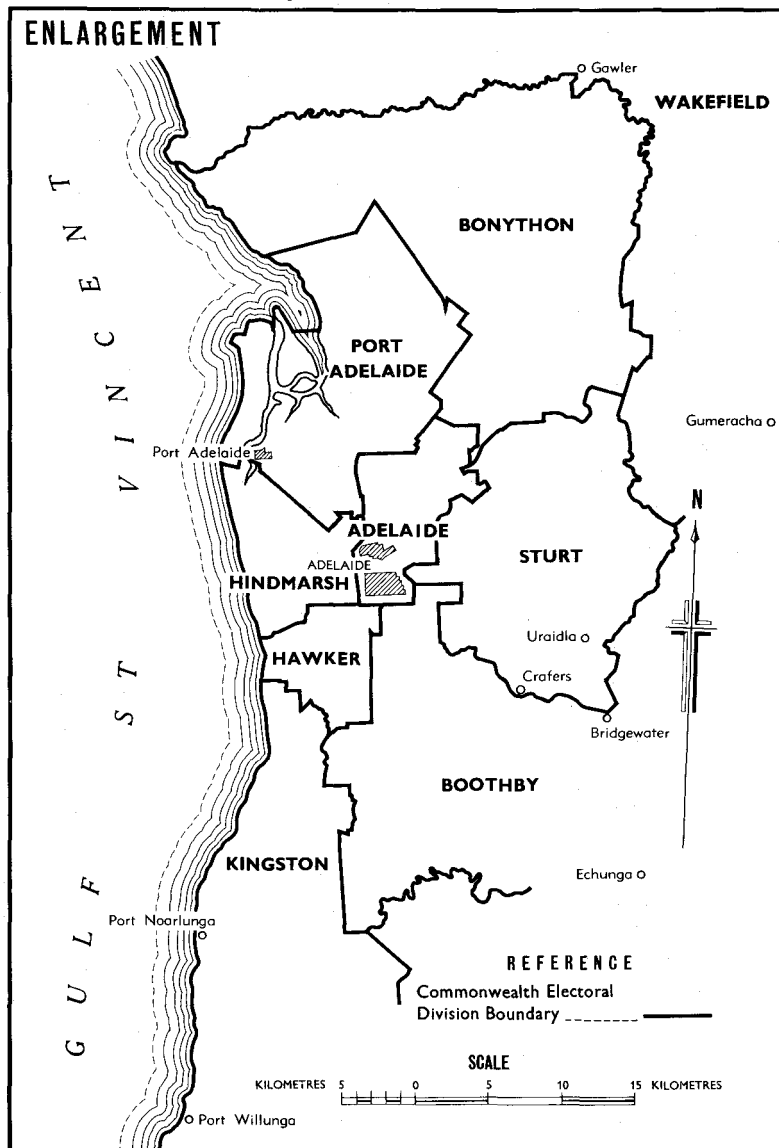 ENLARGEMENT
Gawler
WAKEFIELD
BONYTHON
PORT
ADELAIDE
Gumeracha
Port Adelaide
N
ADELAIDE
ADELAIDE
STURT
HINDMARSH
Uraidla
HAWKER
Crafers
Bridgewater
BOOTHBY
KINGSTON
Echunga
Port Noarlunga
GULF ST VINCENT
REFERENCE
Commonwealth Electoral
Division Boundary
SCALE
KILOMETRES 5 0 5 10 15 KILOMETRES
Port Willunga